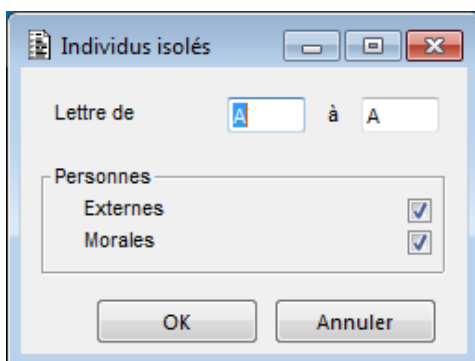 Individus isolés
Lettre de A à A
Personnes
Externes
Morales
OK Annuler